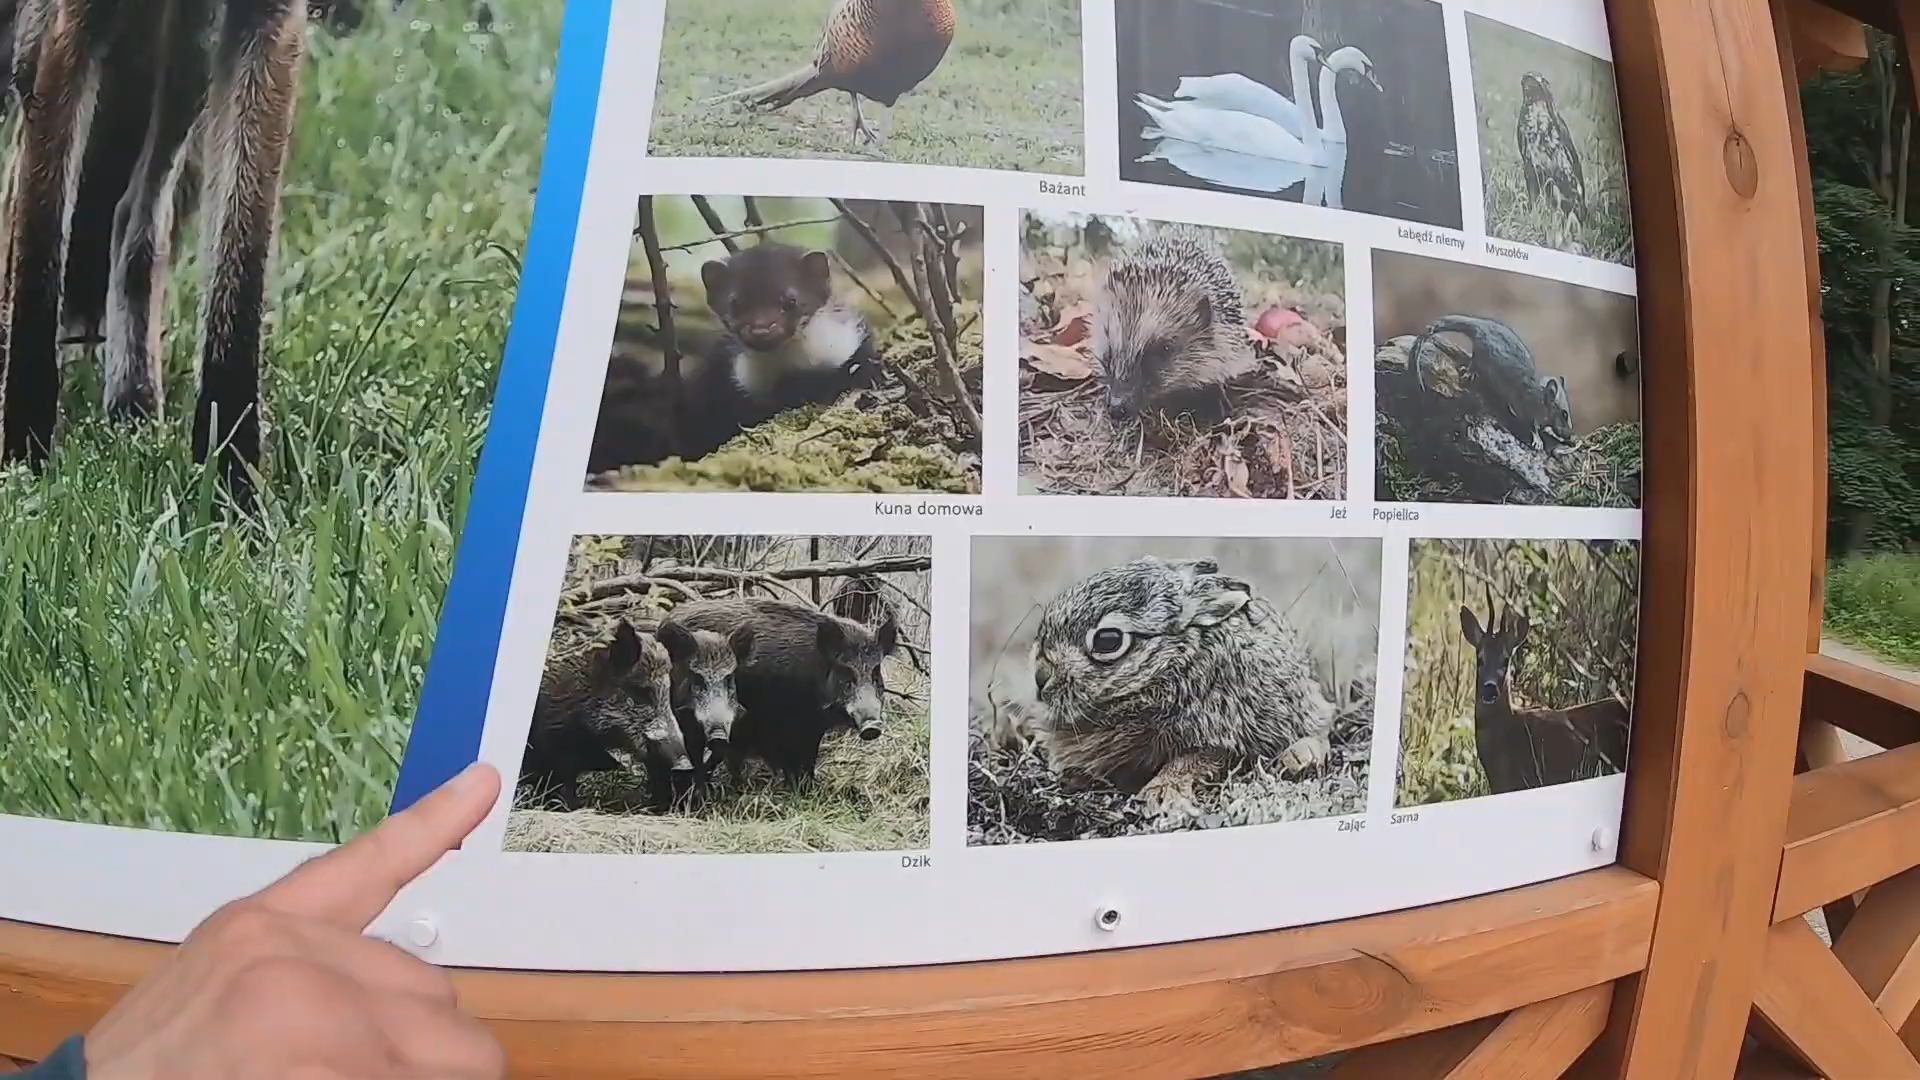 Bażant
Łabędź niemy
Myszołów
Kuna domowa
Jeż
Popielica
Dzik
Zając
Sarna